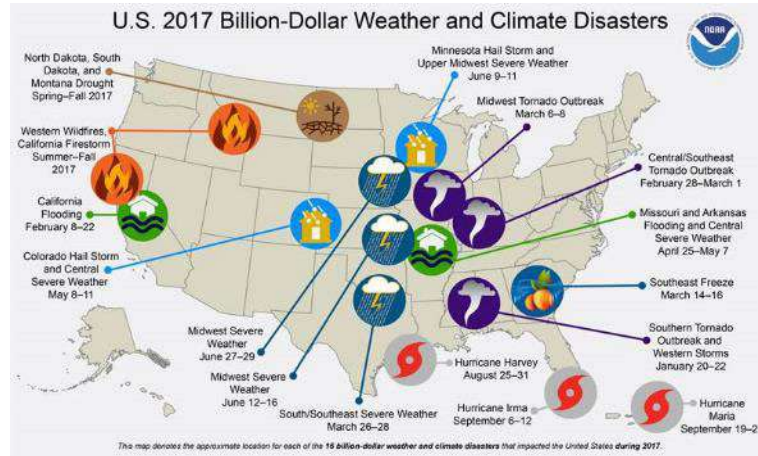 U.S. 2017 Billion-Dollar Weather and Climate Disasters
NOAA
North Dakota, South
Dakota, and
Montana Drought
Spring–Fall 2017
Western Wildfires,
California Firestorm
Summer–Fall
2017
California
Flooding
February 8–22
Colorado Hail Storm
and Central
Severe Weather
May 8–11
Midwest Severe
Weather
June 27–29
Midwest Severe
Weather
June 12–16
South/Southeast Severe Weather
March 26–28
Minnesota Hail Storm and
Upper Midwest Severe Weather
June 9–11
Midwest Tornado Outbreak
March 6–8
Central/Southeast
Tornado Outbreak
February 28–March 1
Missouri and Arkansas
Flooding and Central
Severe Weather
April 25–May 7
Southeast Freeze
March 14–16
Southern Tornado
Outbreak and
Western Storms
January 20–22
Hurricane Harvey
August 25–31
Hurricane Irma
September 6–12
Hurricane
Maria
September 19–2
This map denotes the approximate location for each of the 16 billion-dollar weather and climate disasters that impacted the United States during 2017.